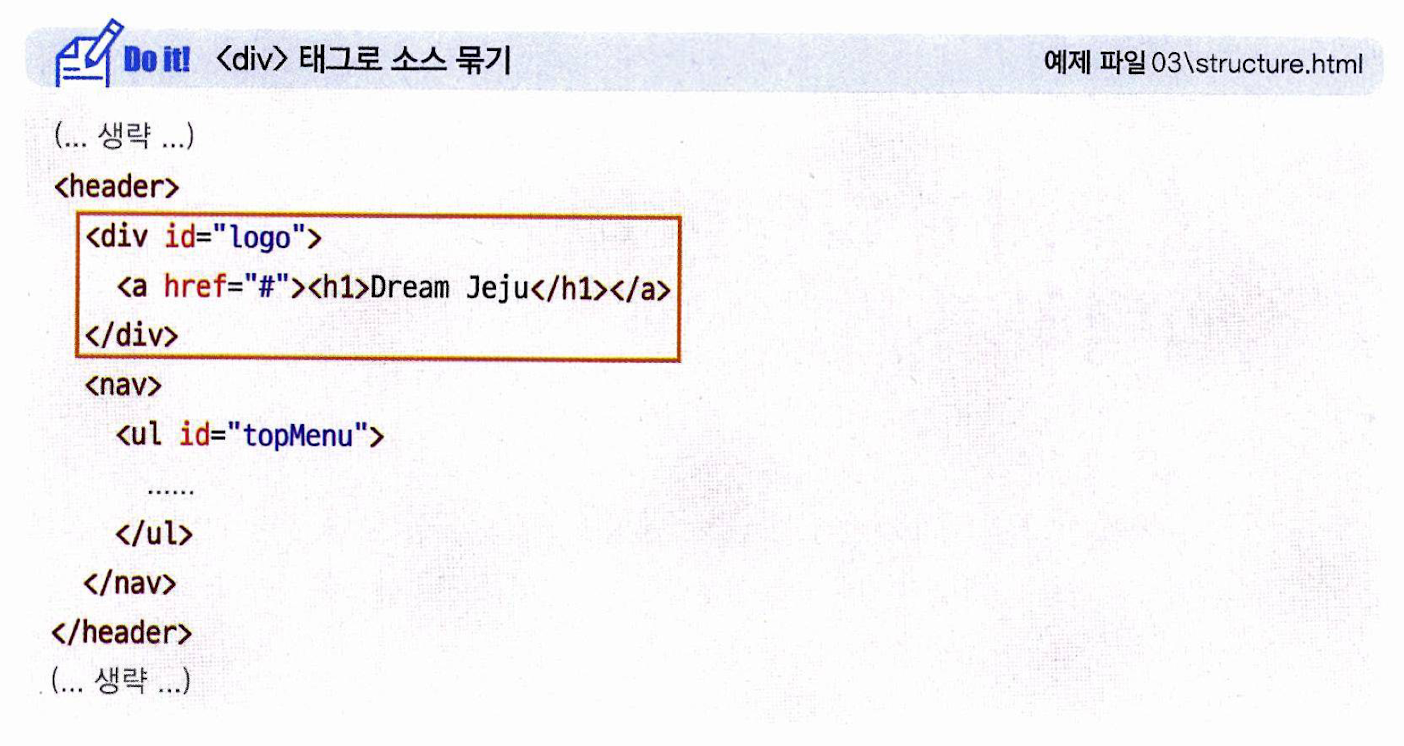 Do it! <div> 태그로 소스 묶기 예제 파일 03\structure.html
(... 생략 ...)
<header>
<div id="logo">
<a href="#"><h1>Dream Jeju</h1></a>
</div>
<nav>
<ul id="topMenu">
......
</ul>
</nav>
</header>
(... 생략 ...)